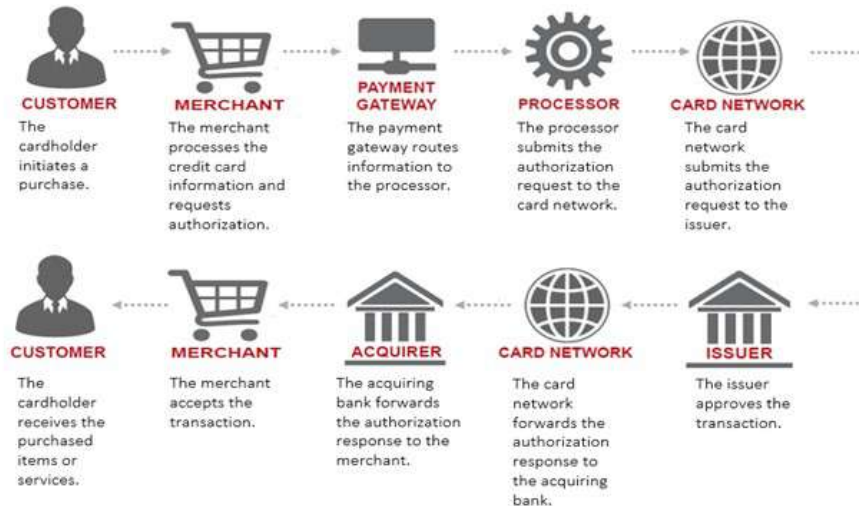 CUSTOMER
The
cardholder
initiates a
purchase.
MERCHANT
The merchant
processes the
credit card
information and
requests
authorization.
PAYMENT
GATEWAY
The payment
gateway routes
information to
the processor.
PROCESSOR
The processor
submits the
authorization
request to the
card network.
CARD NETWORK
The card
network
submits the
authorization
request to the
issuer.
CUSTOMER
The
cardholder
receives the
purchased
items or
services.
MERCHANT
The merchant
accepts the
transaction.
ACQUIRER
The acquiring
bank forwards
the authorization
response to the
merchant.
CARD NETWORK
The card
network
forwards the
authorization
response to
the acquiring
bank.
ISSUER
The issuer
approves the
transaction.